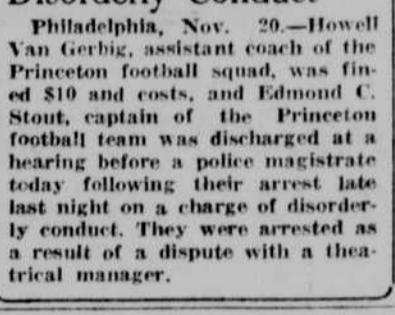 Disorderly Conduct
Philadelphia, Nov. 20.—Howell
Van Gerbig, assistant coach of the
Princeton football squad, was fin-
ed $10 and costs, and Edmond C.
Stout, captain of the Princeton
football team was discharged at a
hearing before a police magistrate
today following their arrest late
last night on a charge of disorder-
ly conduct. They were arrested as
a result of a dispute with a thea-
trical manager.